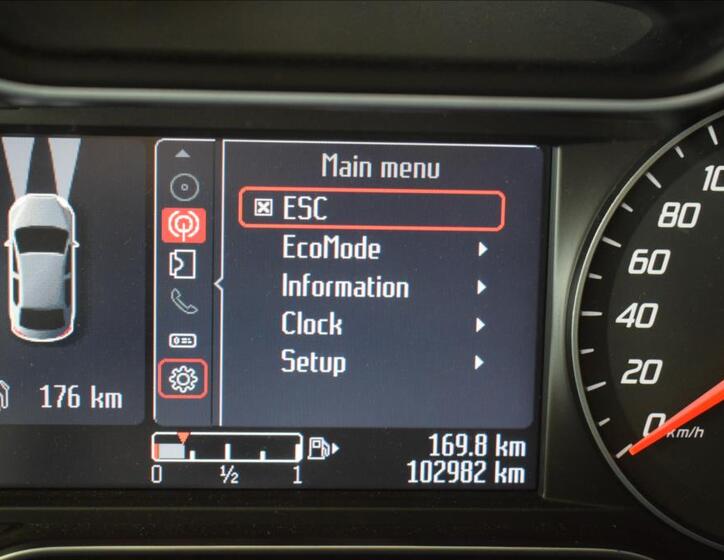 Main menu
ESC
EcoMode
Information
Clock
Setup
176 km
0 ½ 1
169.8 km
102982 km
80
60
40
20
0 km/h